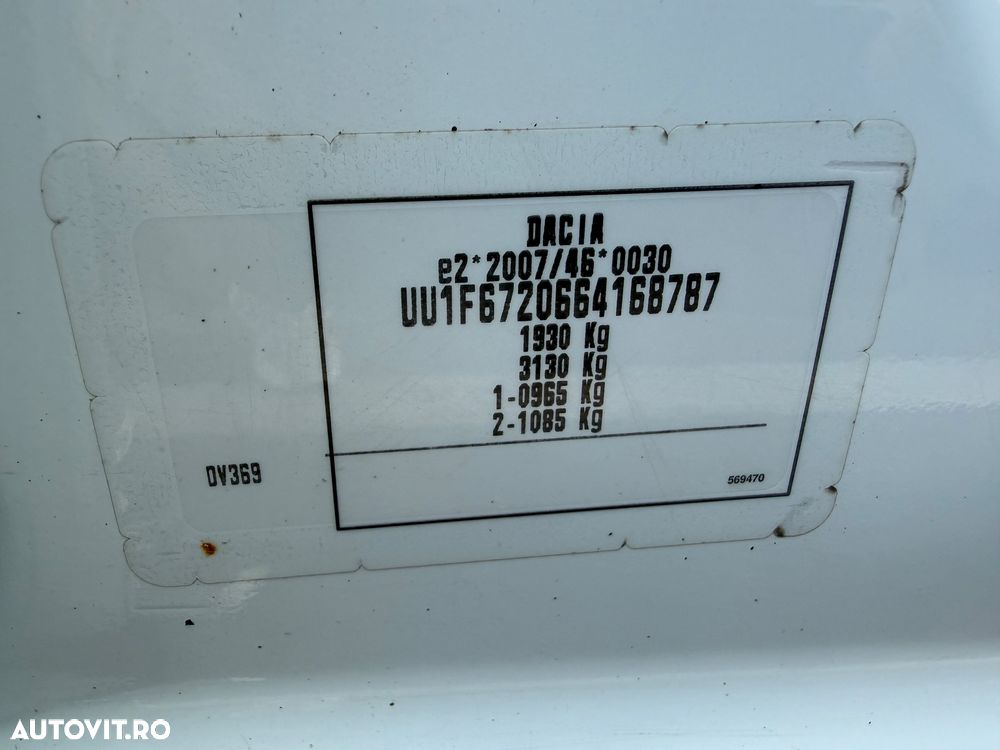 DACIA
e2*2007/46*0030
UU1F6720664168787
1930 Kg
3130 Kg
1-0965 Kg
2-1085 Kg
DV369
569470
AUTOVIT.RO